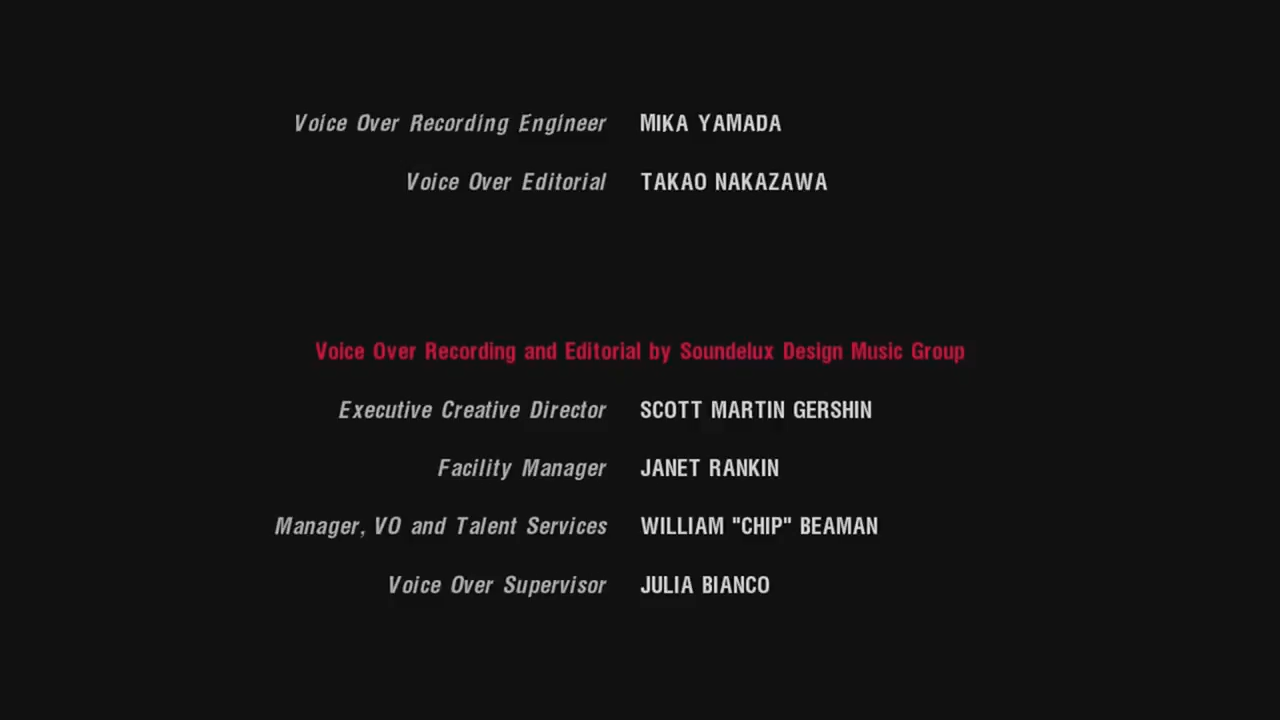 Voice Over Recording Engineer MIKA YAMADA
Voice Over Editorial TAKAO NAKAZAWA
Voice Over Recording and Editorial by Soundelux Design Music Group
Executive Creative Director SCOTT MARTIN GERSHIN
Facility Manager JANET RANKIN
Manager, VO and Talent Services WILLIAM "CHIP" BEAMAN
Voice Over Supervisor JULIA BIANCO